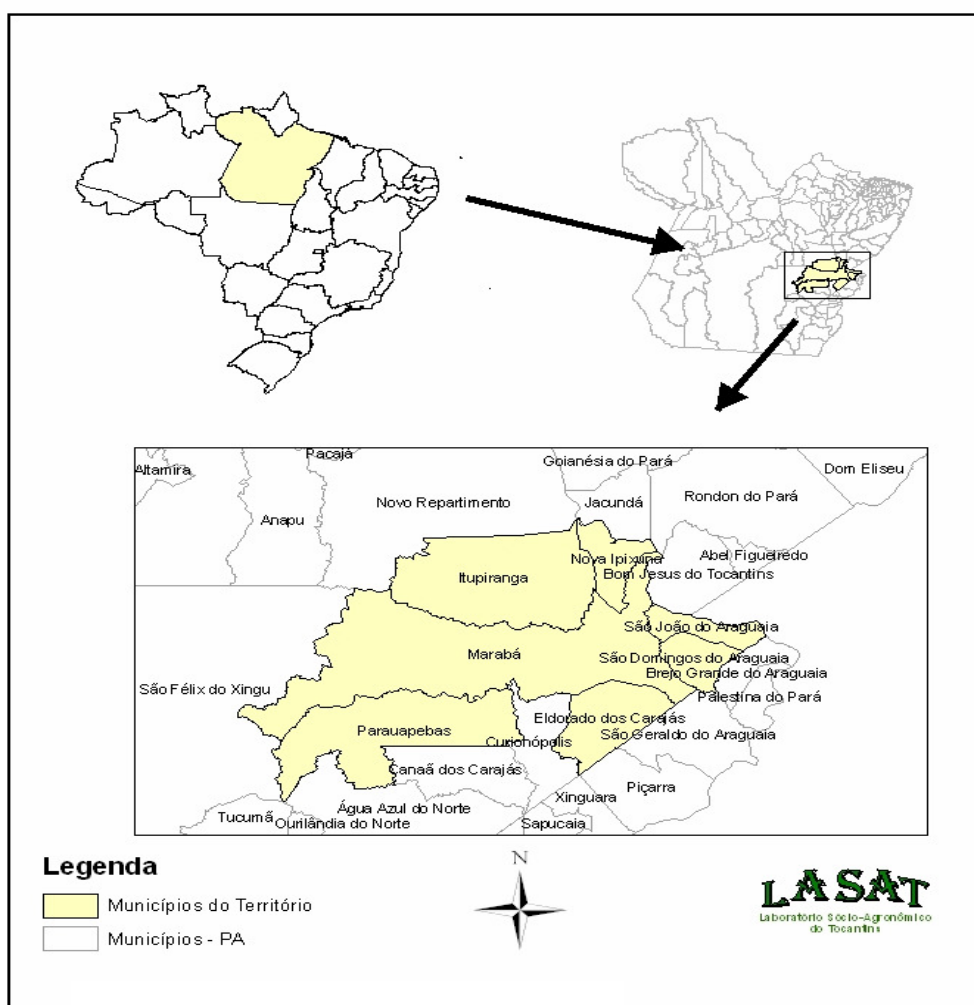 Pacajá
Altamira
Goianésia do Pará
Dom Eliseu
Novo Repartimento
Jacundá
Rondon do Pará
Anapu
Nova Ipixuna
Abel Figueiredo
Itupiranga
Bom Jesus do Tocantins
São João do Araguaia
Marabá
São Domingos do Araguaia
Brejo Grande do Araguaia
São Félix do Xingu
Palestina do Pará
Eldorado dos Carajás
Parauapebas
São Geraldo do Araguaia
Curionópolis
Canaã dos Carajás
Piçarra
Xinguara
Água Azul do Norte
Tucumã
Ourilândia do Norte
Sapucaia
Legenda
Municípios do Território
Municípios - PA
N
LASAT
Laboratório Sócio-Agronômico
do Tocantins